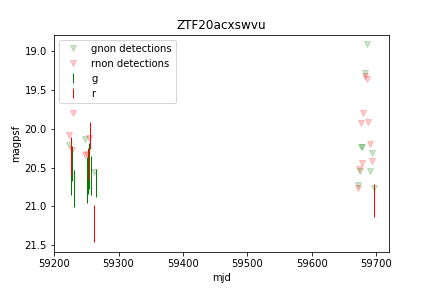 ZTF20acxswvu
gnon detections
rnon detections
g
r
19.0
19.5
20.0
20.5
21.0
21.5
magpsf
59200
59300
59400
59500
59600
59700
mjd